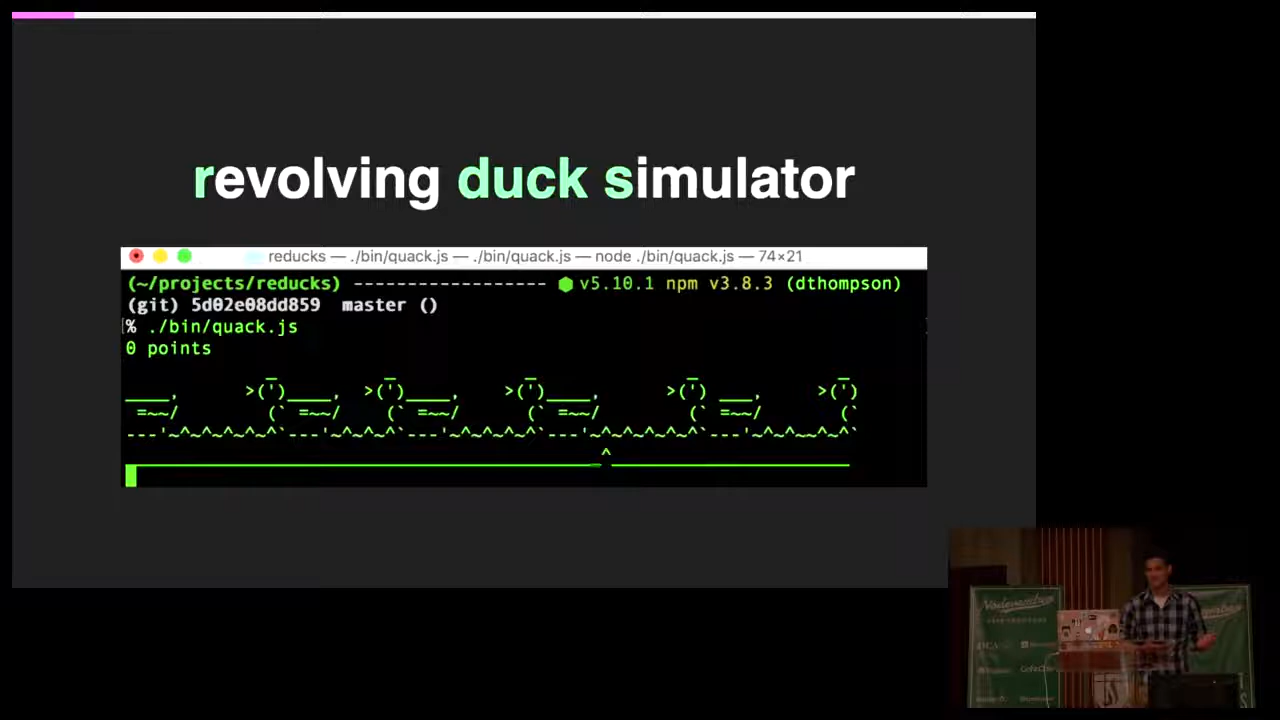 revolving duck simulator
reducks — ./bin/quack.js — ./bin/quack.js — node ./bin/quack.js — 74×21
(~/projects/reducks) ------------------ ⬢ v5.10.1 npm v3.8.3 (dthompson)
(git) 5d02e08dd859 master ()
% ./bin/quack.js
0 points